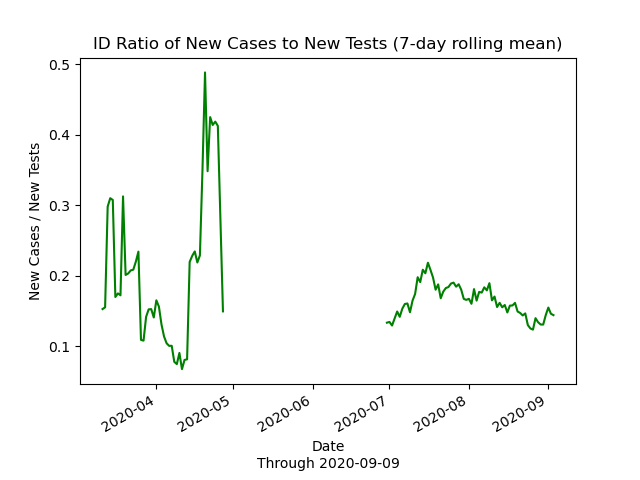 ID Ratio of New Cases to New Tests (7-day rolling mean)
New Cases / New Tests
0.5
0.4
0.3
0.2
0.1
2020-04
2020-05
2020-06
2020-07
2020-08
2020-09
Date
Through 2020-09-09